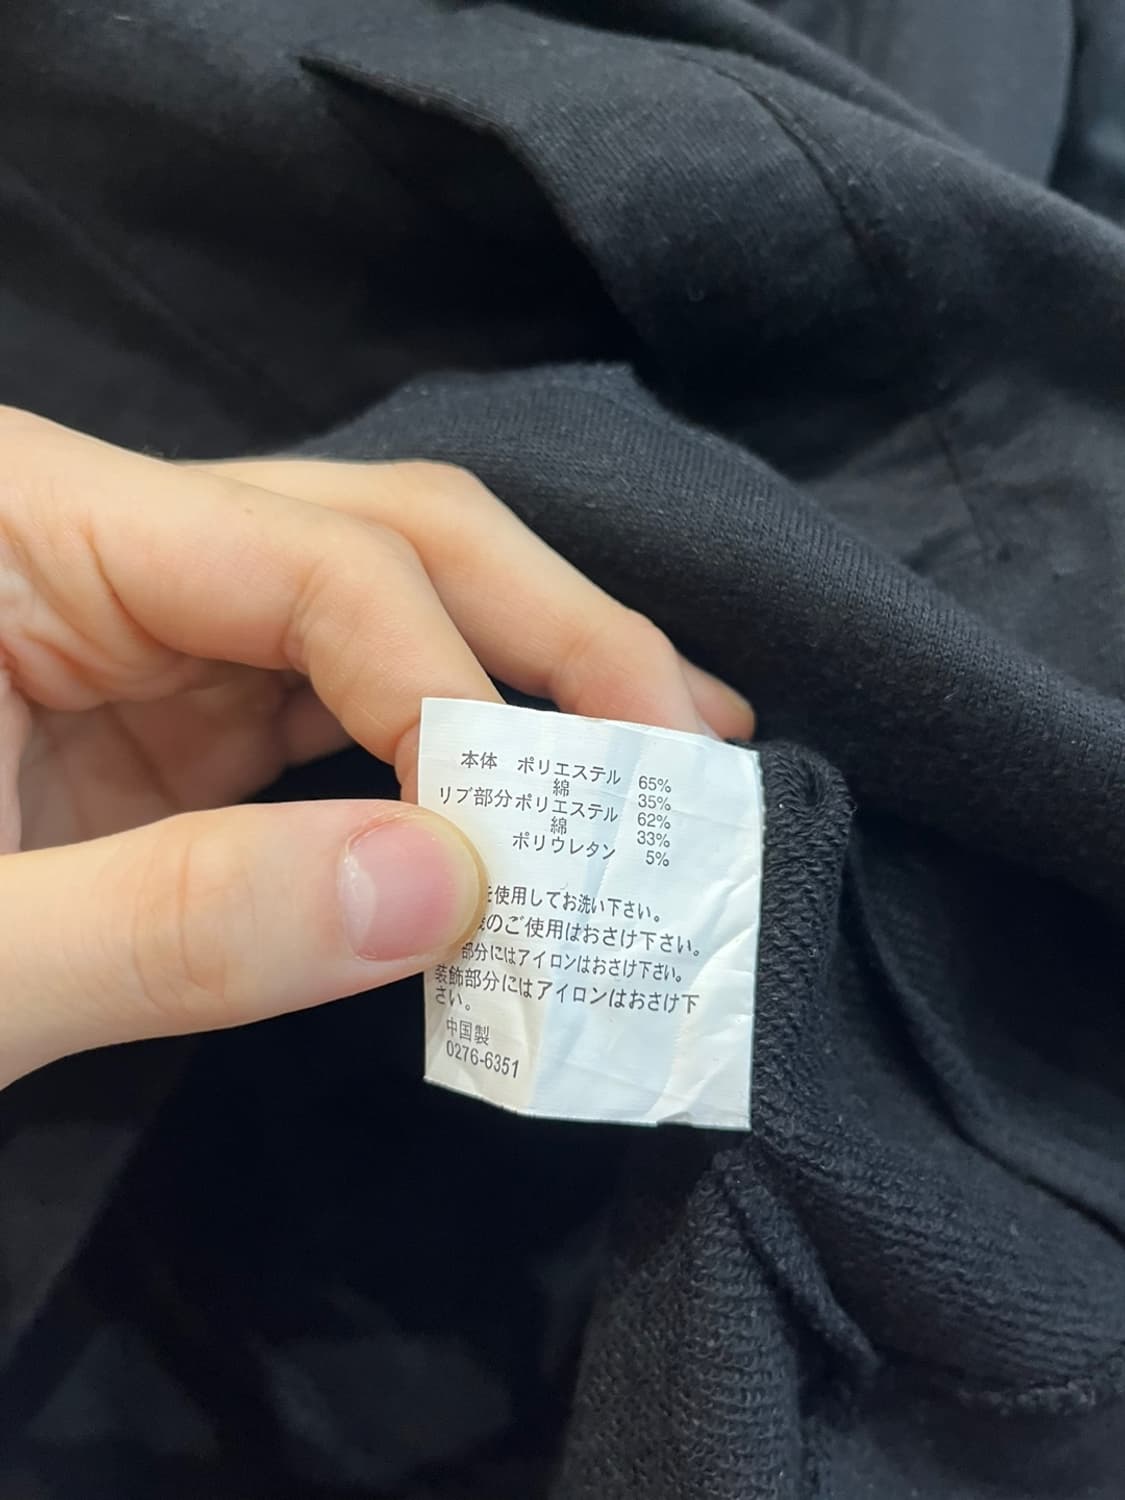 本体 ポリエステル 65%
綿 35%
リブ部分ポリエステル 62%
綿 33%
ポリウレタン 5%
を使用してお洗い下さい。
のご使用はおさけ下さい。
部分にはアイロンはおさけ下さい。
装飾部分にはアイロンはおさけ下
さい。
中国製
0276-6351